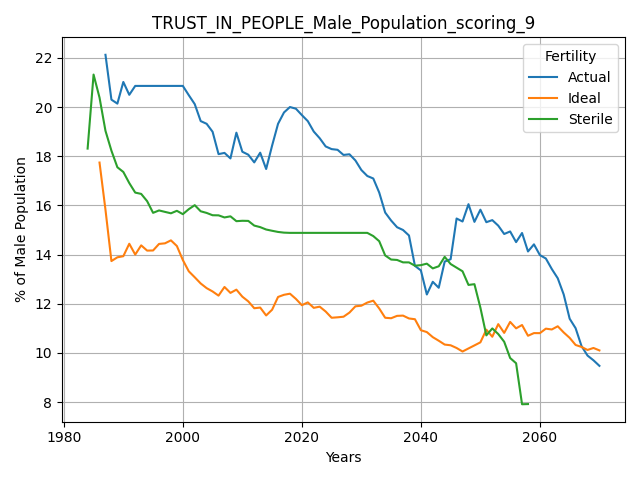 TRUST_IN_PEOPLE_Male_Population_scoring_9
Fertility
Actual
Ideal
Sterile
% of Male Population
22
20
18
16
14
12
10
8
1980 2000 2020 2040 2060
Years